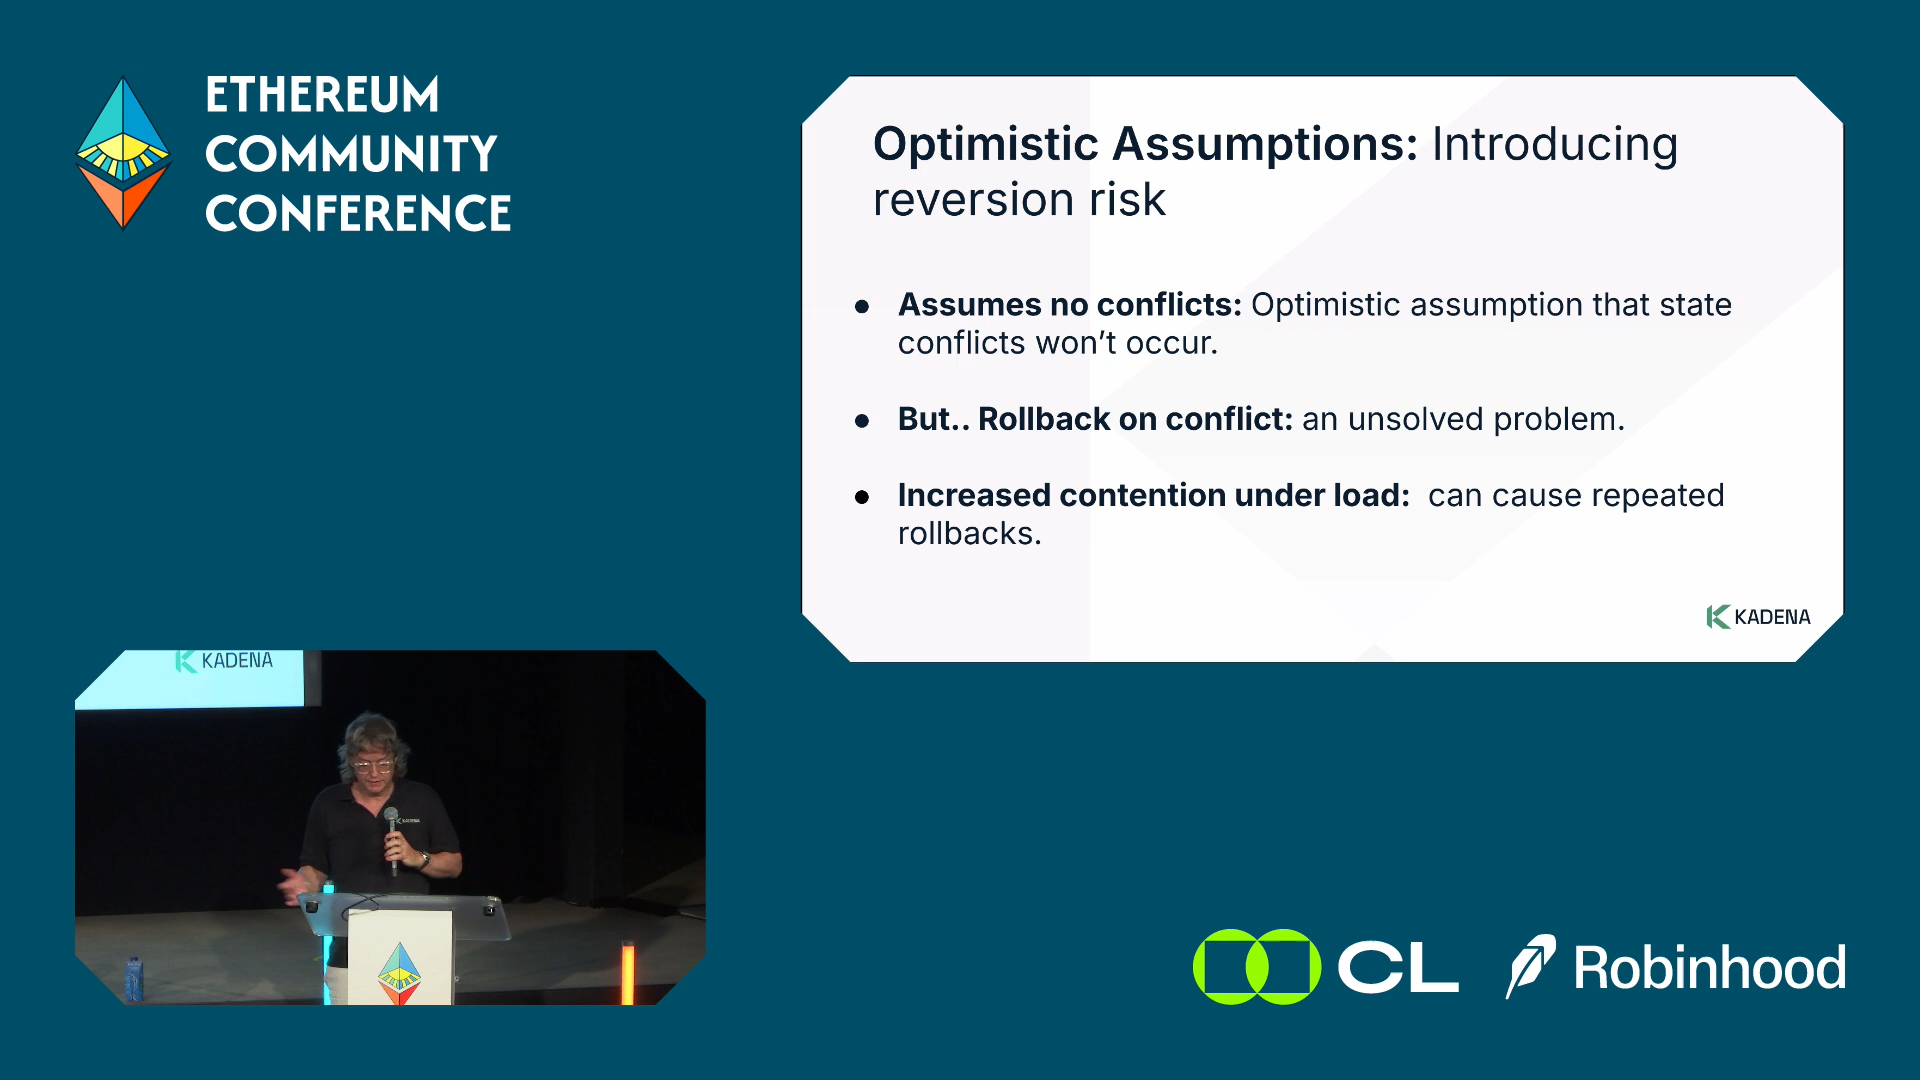 ETHEREUM
COMMUNITY
CONFERENCE
Optimistic Assumptions: Introducing
reversion risk
● Assumes no conflicts: Optimistic assumption that state
conflicts won’t occur.
● But.. Rollback on conflict: an unsolved problem.
● Increased contention under load:  can cause repeated
rollbacks.
KADENA
KADENA
KADENA
CL
Robinhood